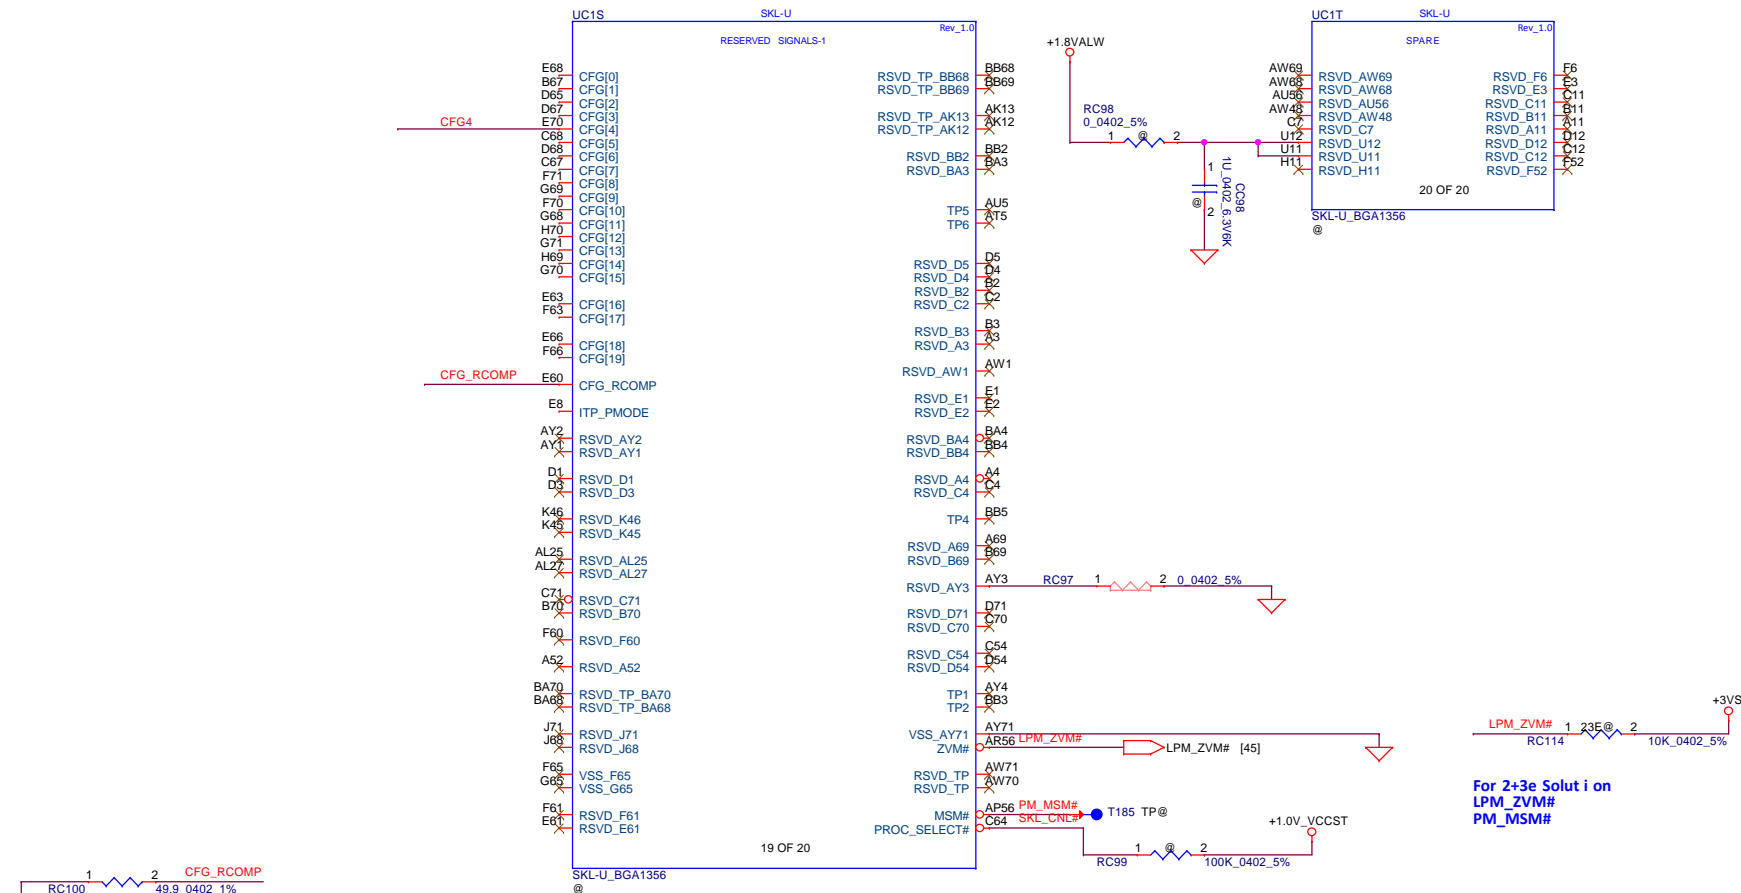 UC1S SKL-U
Rev_1.0
RESERVED SIGNALS-1
E68 CFG[0]
B67 CFG[1]
D65 CFG[2]
D67 CFG[3]
CFG4 E70 CFG[4]
C68 CFG[5]
D68 CFG[6]
C67 CFG[7]
F71 CFG[8]
G69 CFG[9]
F70 CFG[10]
G68 CFG[11]
H70 CFG[12]
G71 CFG[13]
H69 CFG[14]
G70 CFG[15]
E63 CFG[16]
F63 CFG[17]
E66 CFG[18]
F66 CFG[19]
CFG_RCOMP E60 CFG_RCOMP
E8 ITP_PMODE
AY2 RSVD_AY2
AY1 RSVD_AY1
D1 RSVD_D1
D3 RSVD_D3
K46 RSVD_K46
K45 RSVD_K45
AL25 RSVD_AL25
AL27 RSVD_AL27
C71 RSVD_C71
B70 RSVD_B70
F60 RSVD_F60
A52 RSVD_A52
BA70 RSVD_TP_BA70
BA68 RSVD_TP_BA68
J71 RSVD_J71
J68 RSVD_J68
F65 VSS_F65
G65 VSS_G65
F61 RSVD_F61
E61 RSVD_E61
RSVD_TP_BB68 BB68
RSVD_TP_BB69 BB69
RSVD_TP_AK13 AK13
RSVD_TP_AK12 AK12
RSVD_BB2 BB2
RSVD_BA3 BA3
TP5 AU5
TP6 AT5
RSVD_D5 D5
RSVD_D4 D4
RSVD_B2 B2
RSVD_C2 C2
RSVD_B3 B3
RSVD_A3 A3
RSVD_AW1 AW1
RSVD_E1 E1
RSVD_E2 E2
RSVD_BA4 BA4
RSVD_BB4 BB4
RSVD_A4 A4
RSVD_C4 C4
TP4 BB5
RSVD_A69 A69
RSVD_B69 B69
RSVD_AY3 AY3 RC97 1 2 0_0402_5%
RSVD_D71 D71
RSVD_C70 C70
RSVD_C54 C54
RSVD_D54 D54
TP1 AY4
TP2 BB3
VSS_AY71 AY71
ZVM# AR56 LPM_ZVM# LPM_ZVM# [45]
RSVD_TP AW71
RSVD_TP AW70
MSM# AP56 PM_MSM# T185 TP@
PROC_SELECT# C64 SKL_CNL#
+1.0V_VCCST
RC99 1 @ 2 100K_0402_5%
19 OF 20
SKL-U_BGA1356
@
1 2 CFG_RCOMP
RC100 49.9_0402_1%
+1.8VALW
RC98
0_0402_5%
1 @ 2
1
CC98
1U_0402_6.3V6K
@
2
UC1T SKL-U
Rev_1.0
SPARE
AW69 RSVD_AW69
AW68 RSVD_AW68
AU56 RSVD_AU56
AW48 RSVD_AW48
C7 RSVD_C7
U12 RSVD_U12
U11 RSVD_U11
H11 RSVD_H11
RSVD_F6 F6
RSVD_E3 E3
RSVD_C11 C11
RSVD_B11 B11
RSVD_A11 A11
RSVD_D12 D12
RSVD_C12 C12
RSVD_F52 F52
20 OF 20
SKL-U_BGA1356
@
+3VS
LPM_ZVM# 1 23E@ 2
RC114 10K_0402_5%
For 2+3e Solut i on
LPM_ZVM#
PM_MSM#